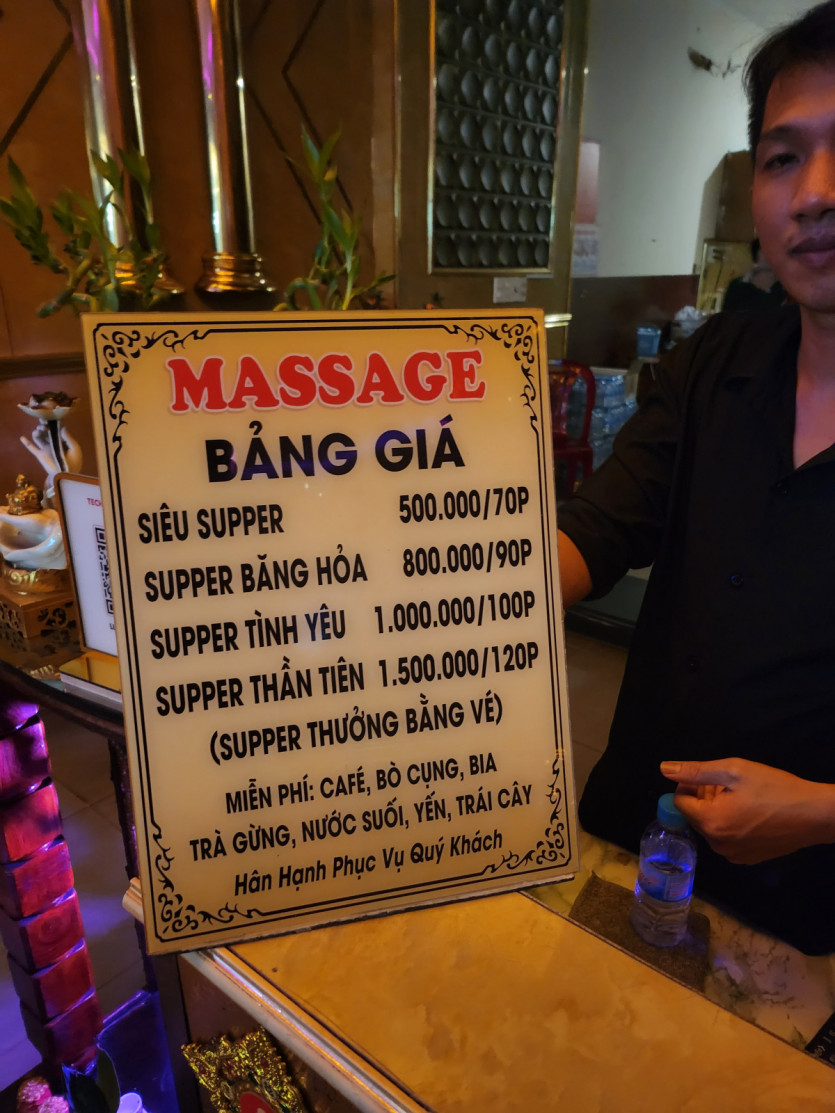 MASSAGE
BẢNG GIÁ
SIÊU SUPPER 500.000/70P
SUPPER BĂNG HỎA 800.000/90P
SUPPER TÌNH YÊU 1.000.000/100P
SUPPER THẦN TIÊN 1.500.000/120P
(SUPPER THƯỞNG BẰNG VÉ)
MIỄN PHÍ: CAFÉ, BÒ CỤNG, BIA
TRÀ GỪNG, NƯỚC SUỐI, YẾN, TRÁI CÂY
Hân Hạnh Phục Vụ Quý Khách
TECH